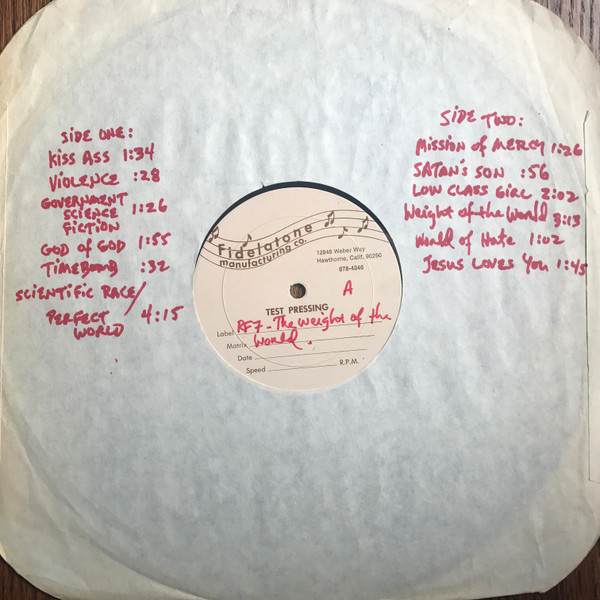 SIDE ONE:
KISS ASS 1:34
VIOLENCE :28
GOVERNMENT
SCIENCE 1:26
FICTION
GOD OF GOD 1:55
TIMEBOMB :32
SCIENTIFIC RACE/
PERFECT 4:15
WORLD
Fidelatone
manufacturing co.
12948 Weber Way
Hawthorne, Calif. 90250
678-4346
A
TEST PRESSING
Label RF7 - The Weight of the
Matrix World.
Date
Speed R.P.M.
SIDE TWO:
Mission of MERCY 1:26
SATAN'S SON :56
LOW CLASS GIRL 2:02
Weight of the World 3:13
World of Hate 1:02
JESUS LOVES YOU 1:45